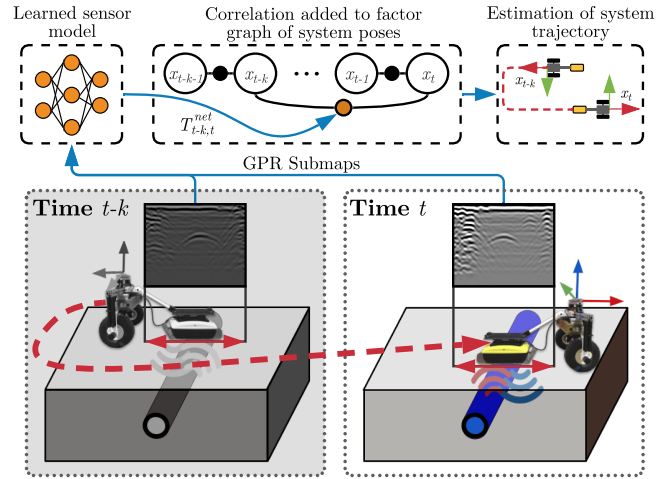 Learned sensor
model
Correlation added to factor
graph of system poses
Estimation of system
trajectory
x_{t-k-1}
x_{t-k}
x_{t-1}
x_t
T^{net}_{t-k,t}
x_{t-k}
x_t
GPR Submaps
Time t-k
Time t